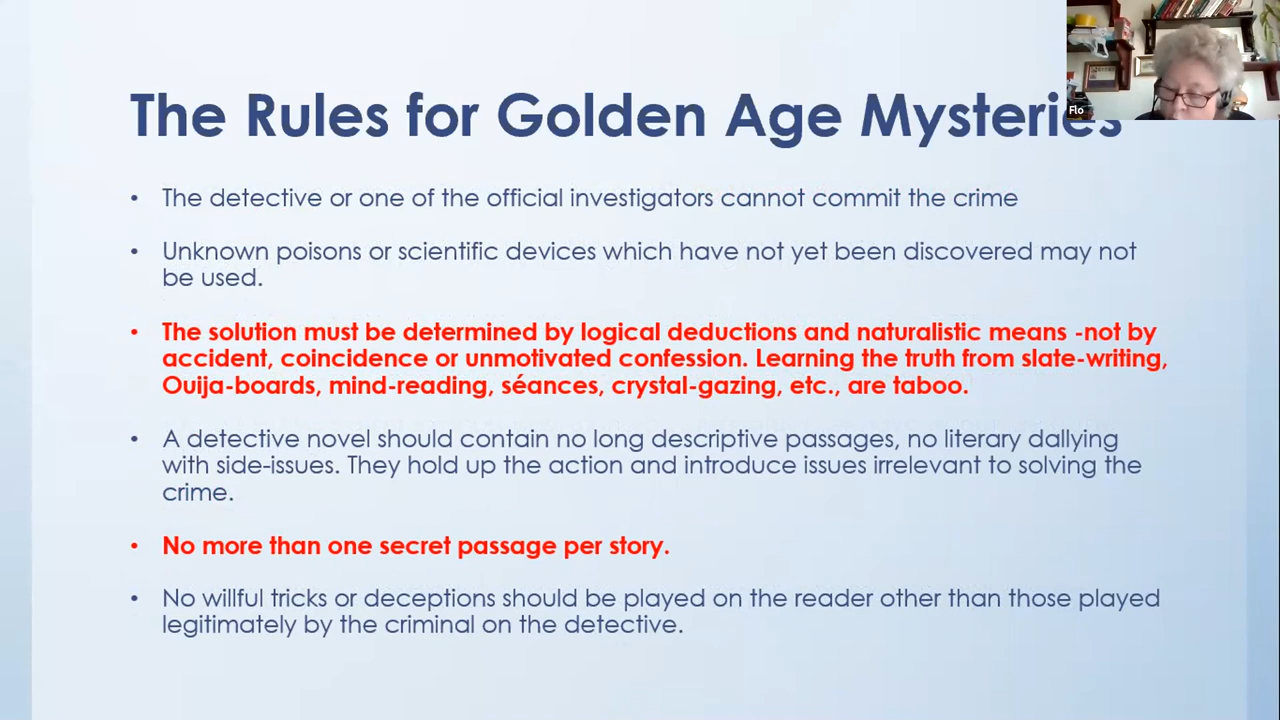 The Rules for Golden Age Mysteries
Flo
• The detective or one of the official investigators cannot commit the crime
• Unknown poisons or scientific devices which have not yet been discovered may not
be used.
• The solution must be determined by logical deductions and naturalistic means -not by
accident, coincidence or unmotivated confession. Learning the truth from slate-writing,
Ouija-boards, mind-reading, séances, crystal-gazing, etc., are taboo.
• A detective novel should contain no long descriptive passages, no literary dallying
with side-issues. They hold up the action and introduce issues irrelevant to solving the
crime.
• No more than one secret passage per story.
• No willful tricks or deceptions should be played on the reader other than those played
legitimately by the criminal on the detective.